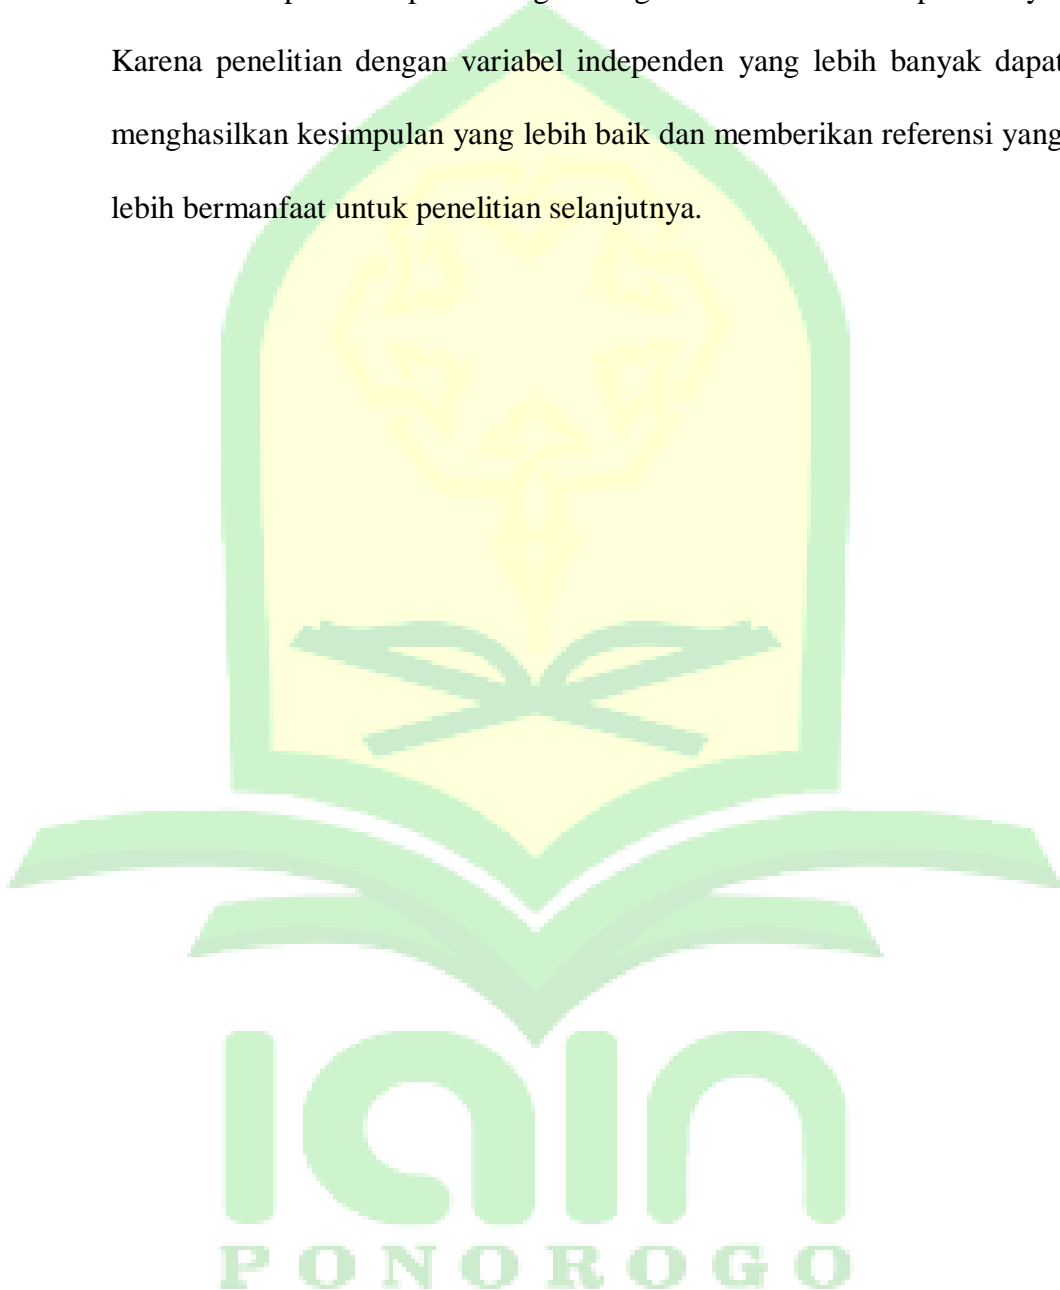 Karena penelitian dengan variabel independen yang lebih banyak dapat
menghasilkan kesimpulan yang lebih baik dan memberikan referensi yang
lebih bermanfaat untuk penelitian selanjutnya.
IAIN
PONOROGO